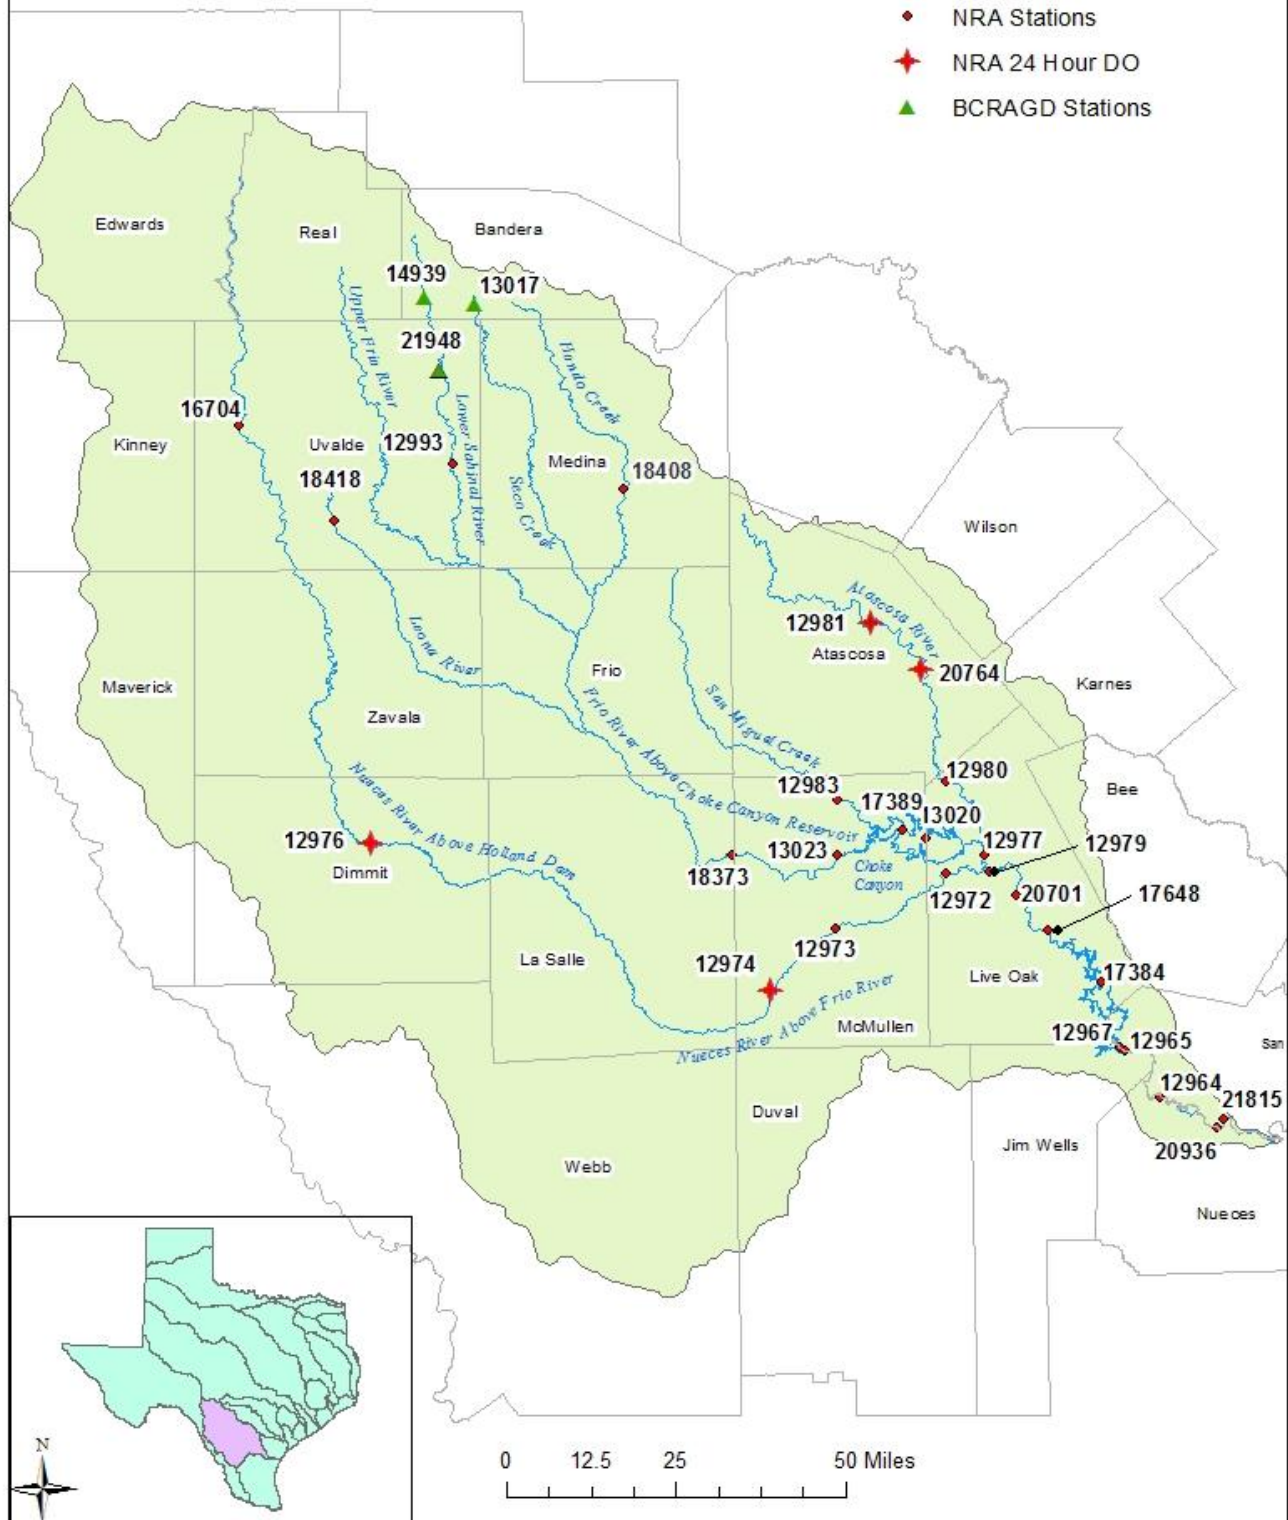 NRA Stations
NRA 24 Hour DO
BCRAGD Stations
Edwards
Real
Bandera
14939
13017
Upper Frio River
21948
Hondo Creek
16704
Lower Sabinal River
Kinney
Uvalde
12993
Medina
18408
18418
Seco Creek
Wilson
Atascosa River
12981
Atascosa
20764
Leona River
Frio
Maverick
Karnes
San Miguel Creek
Zavala
Frio River Above Choke Canyon Reservoir
12980
12983
Bee
Nueces River Above Holland Dam
17389
13020
12976
12977
12979
13023
Dimmit
18373
Choke
Canyon
12972
20701
17648
12973
La Salle
12974
Live Oak
17384
Nueces River Above Frio River
McMullen
12967
12965
San
12964
21815
Duval
Jim Wells
20936
Webb
Nueces
N
0 12.5 25 50 Miles